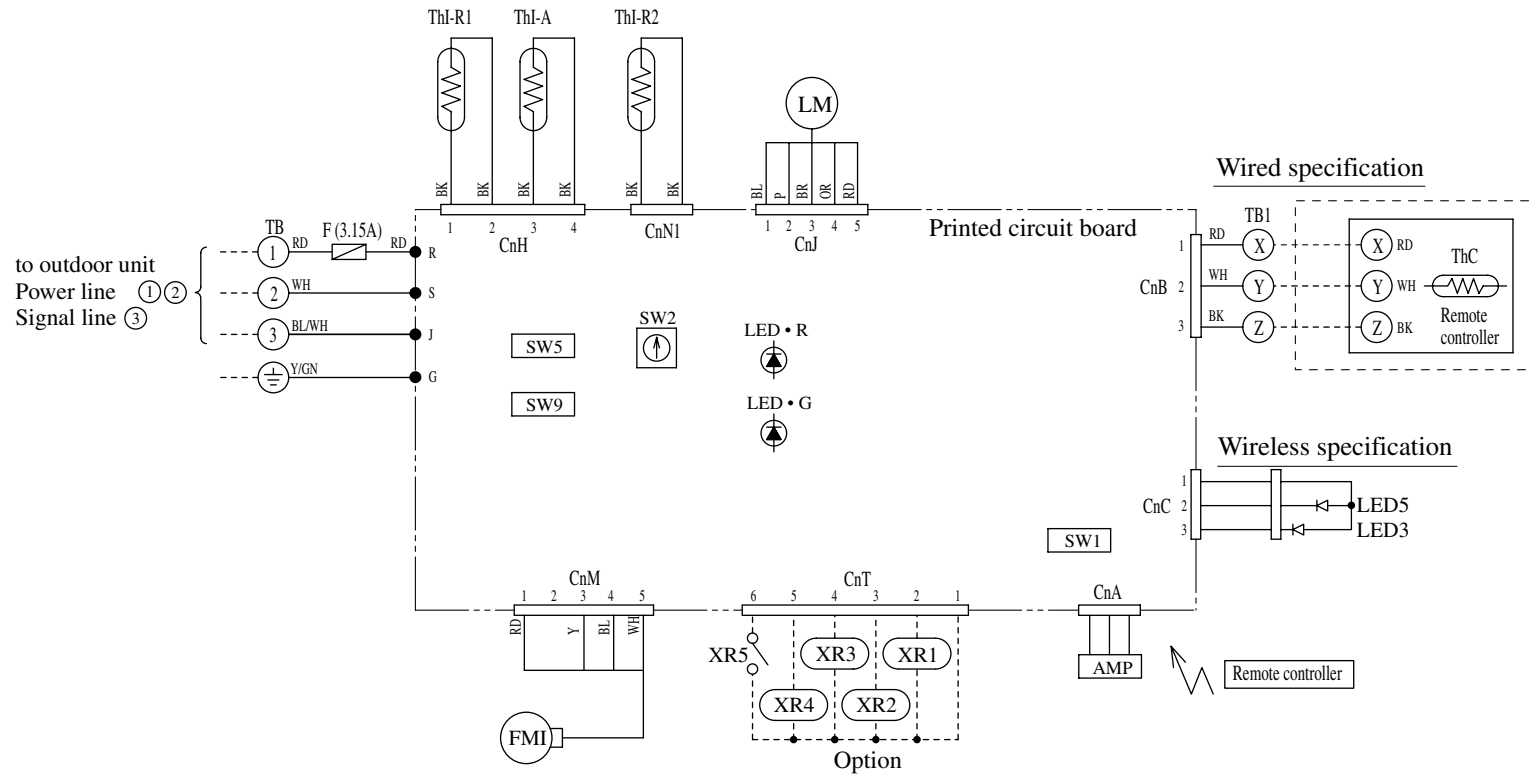 ThI-R1 ThI-A ThI-R2
LM
BK BK BK BK BK BK BL P BR OR RD
1 2 3 4
CnH
CnN1
1 2 3 4 5
CnJ
Printed circuit board
Wired specification
TB F (3.15A)
1 RD RD R
2 WH S
3 BL/WH J
Y/GN G
to outdoor unit
Power line 1 2
Signal line 3
TB1
CnB
1 RD X X RD
2 WH Y Y WH
3 BK Z Z BK
ThC
Remote
controller
SW2
SW5
SW9
LED • R
LED • G
Wireless specification
CnC
1
2 LED5
3 LED3
SW1
CnM
1 2 3 4 5
RD Y BL WH
FMI
CnT
6 5 4 3 2 1
XR5 XR3 XR1
XR4 XR2
Option
CnA
AMP
Remote controller